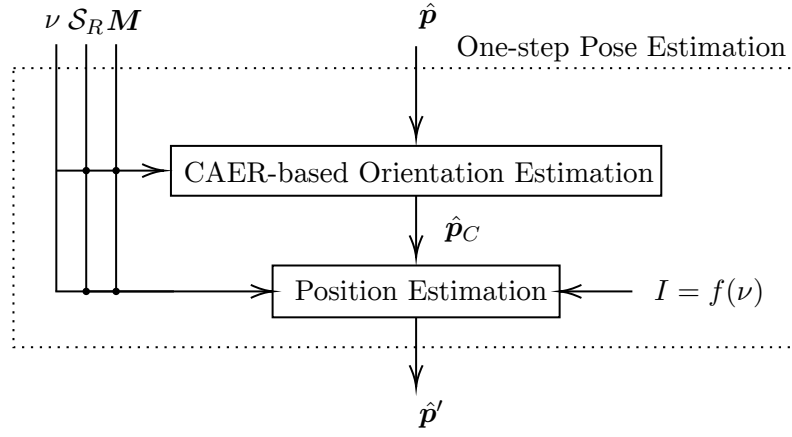 ν 𝒮_R 𝑴 𝒑̂
One-step Pose Estimation
CAER-based Orientation Estimation
𝒑̂_C
Position Estimation
I = f(ν)
𝒑̂′